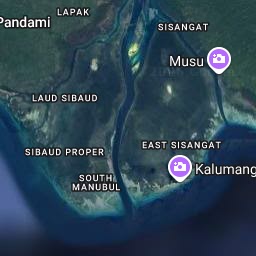 LAPAK
Pandami
SISANGAT
Musu
LAUD SIBAUD
EAST SISANGAT
SIBAUD PROPER
Kalumang
SOUTH
MANUBUL